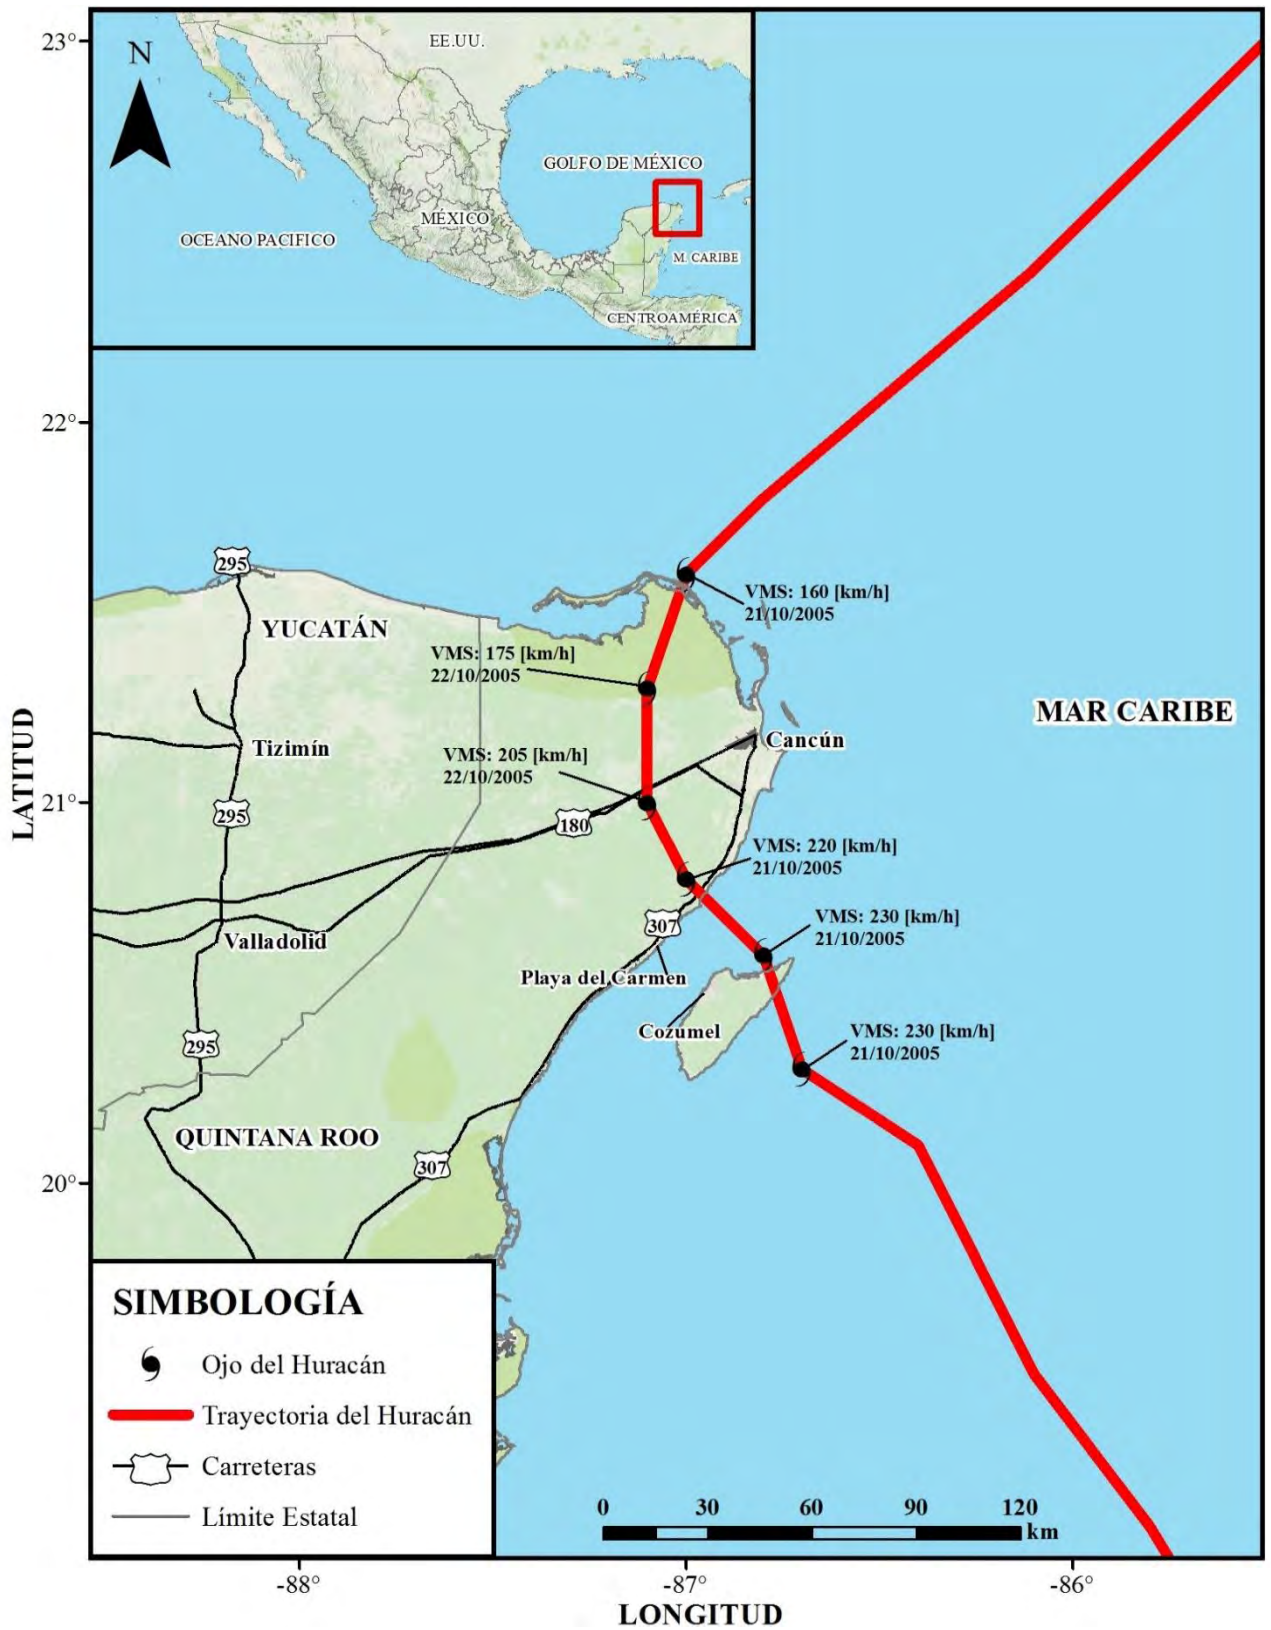 23°
N
EE.UU.
GOLFO DE MÉXICO
MÉXICO
OCEANO PACIFICO
M. CARIBE
CENTROAMÉRICA
22°
295
VMS: 160 [km/h]
21/10/2005
YUCATÁN
VMS: 175 [km/h]
22/10/2005
MAR CARIBE
LATITUD
Tizimín
Cancún
VMS: 205 [km/h]
22/10/2005
21°
295
180
VMS: 220 [km/h]
21/10/2005
307
VMS: 230 [km/h]
21/10/2005
Valladolid
Playa del Carmen
Cozumel
VMS: 230 [km/h]
21/10/2005
295
QUINTANA ROO
307
20°
SIMBOLOGÍA
Ojo del Huracán
Trayectoria del Huracán
Carreteras
Límite Estatal
0 30 60 90 120
km
-88° -87° -86°
LONGITUD